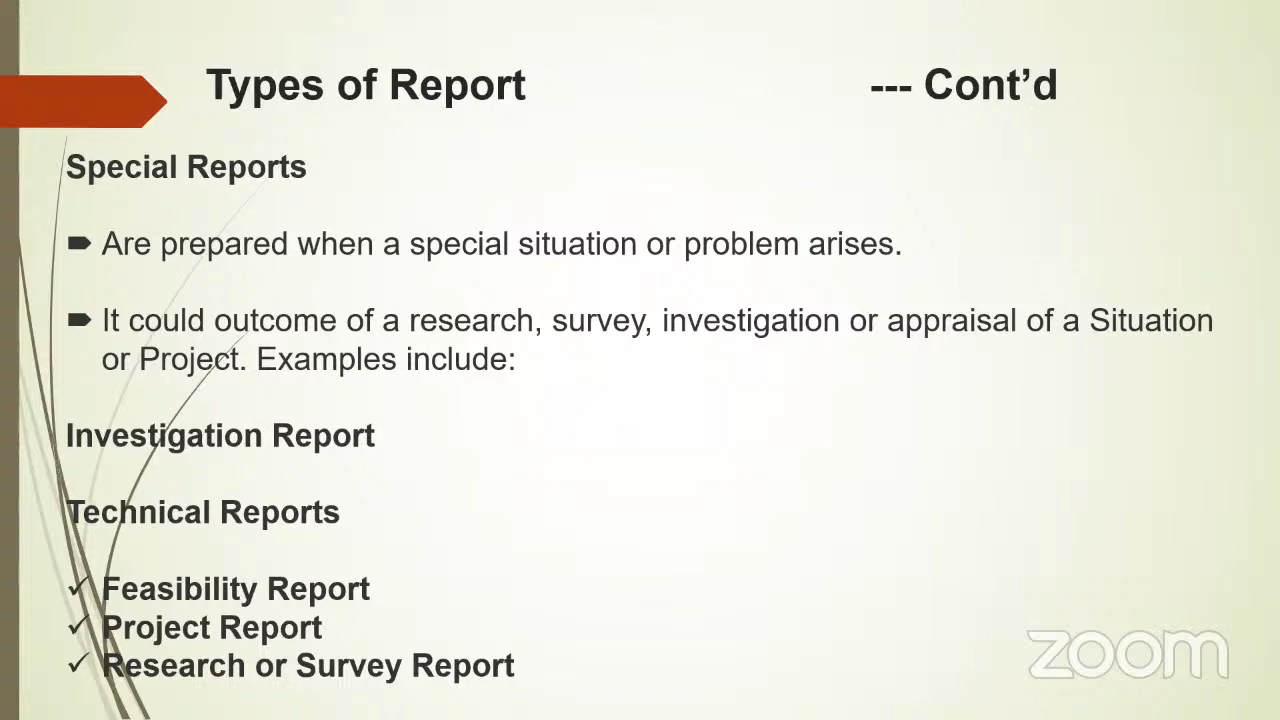 Types of Report --- Cont’d
Special Reports
Are prepared when a special situation or problem arises.
It could outcome of a research, survey, investigation or appraisal of a Situation
or Project. Examples include:
Investigation Report
Technical Reports
✓ Feasibility Report
✓ Project Report
✓ Research or Survey Report
zoom